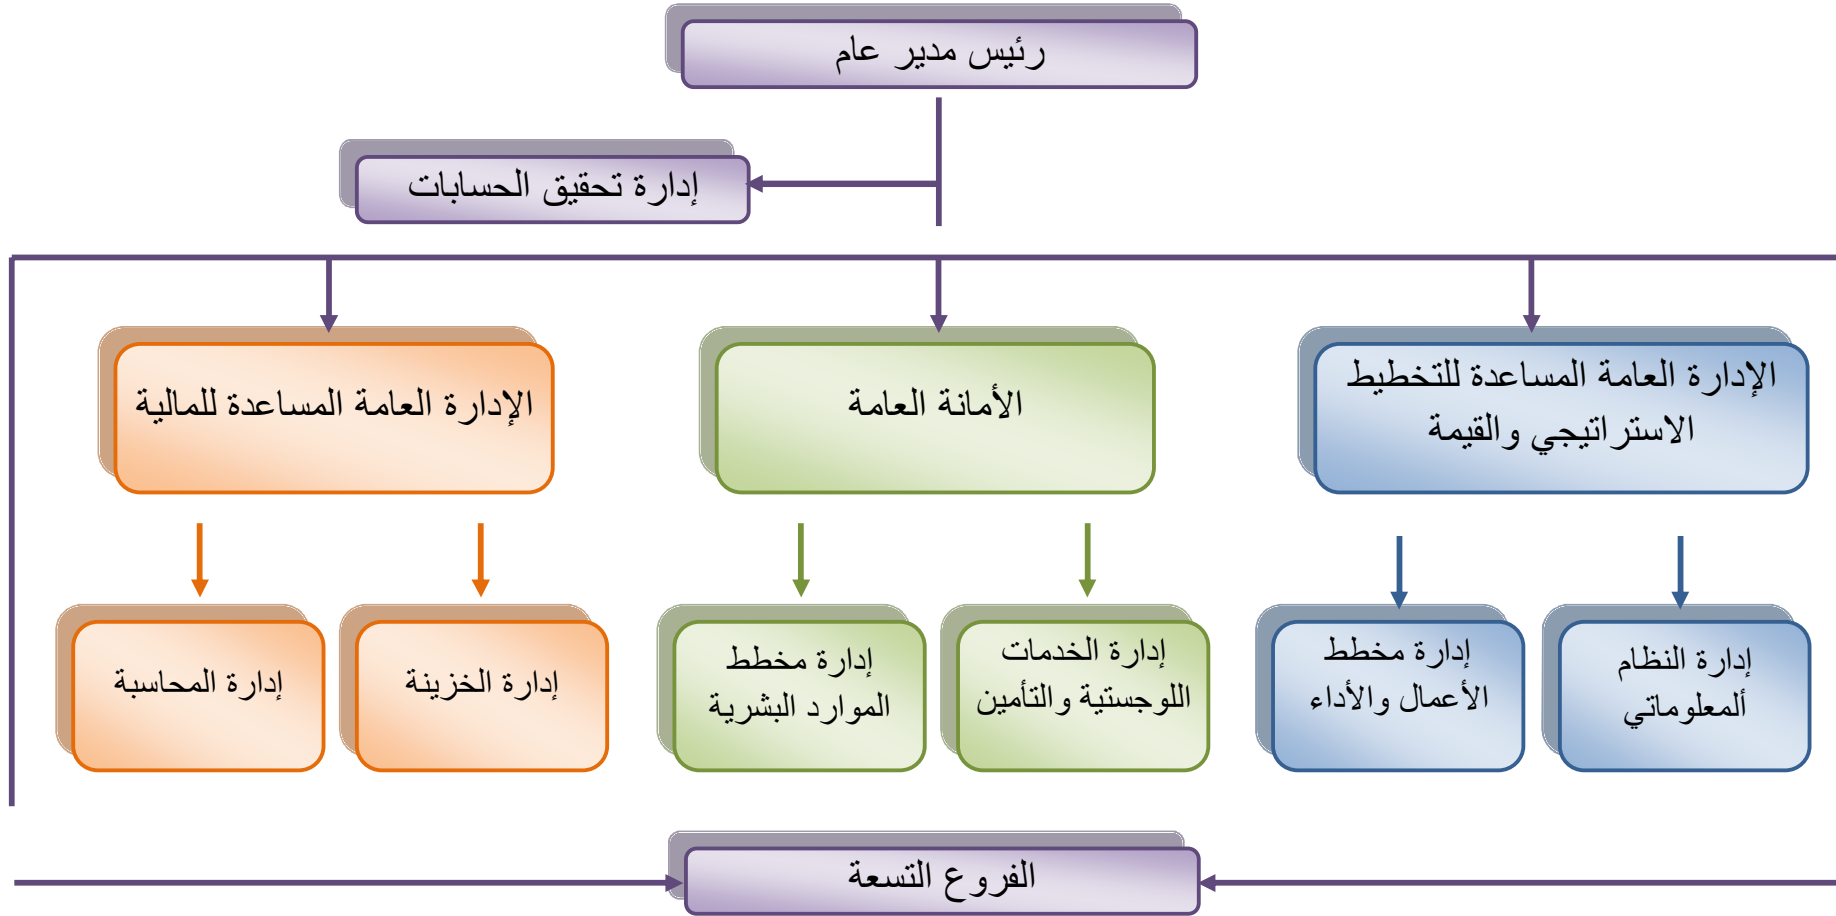 رئيس مدير عام
إدارة تحقيق الحسابات
الإدارة العامة المساعدة للتخطيط
الاستراتيجي والقيمة
الأمانة العامة
الإدارة العامة المساعدة للمالية
إدارة النظام
ألمعلوماتي
إدارة مخطط
الأعمال والأداء
إدارة الخدمات
اللوجستية والتأمين
إدارة مخطط
الموارد البشرية
إدارة الخزينة
إدارة المحاسبة
الفروع التسعة